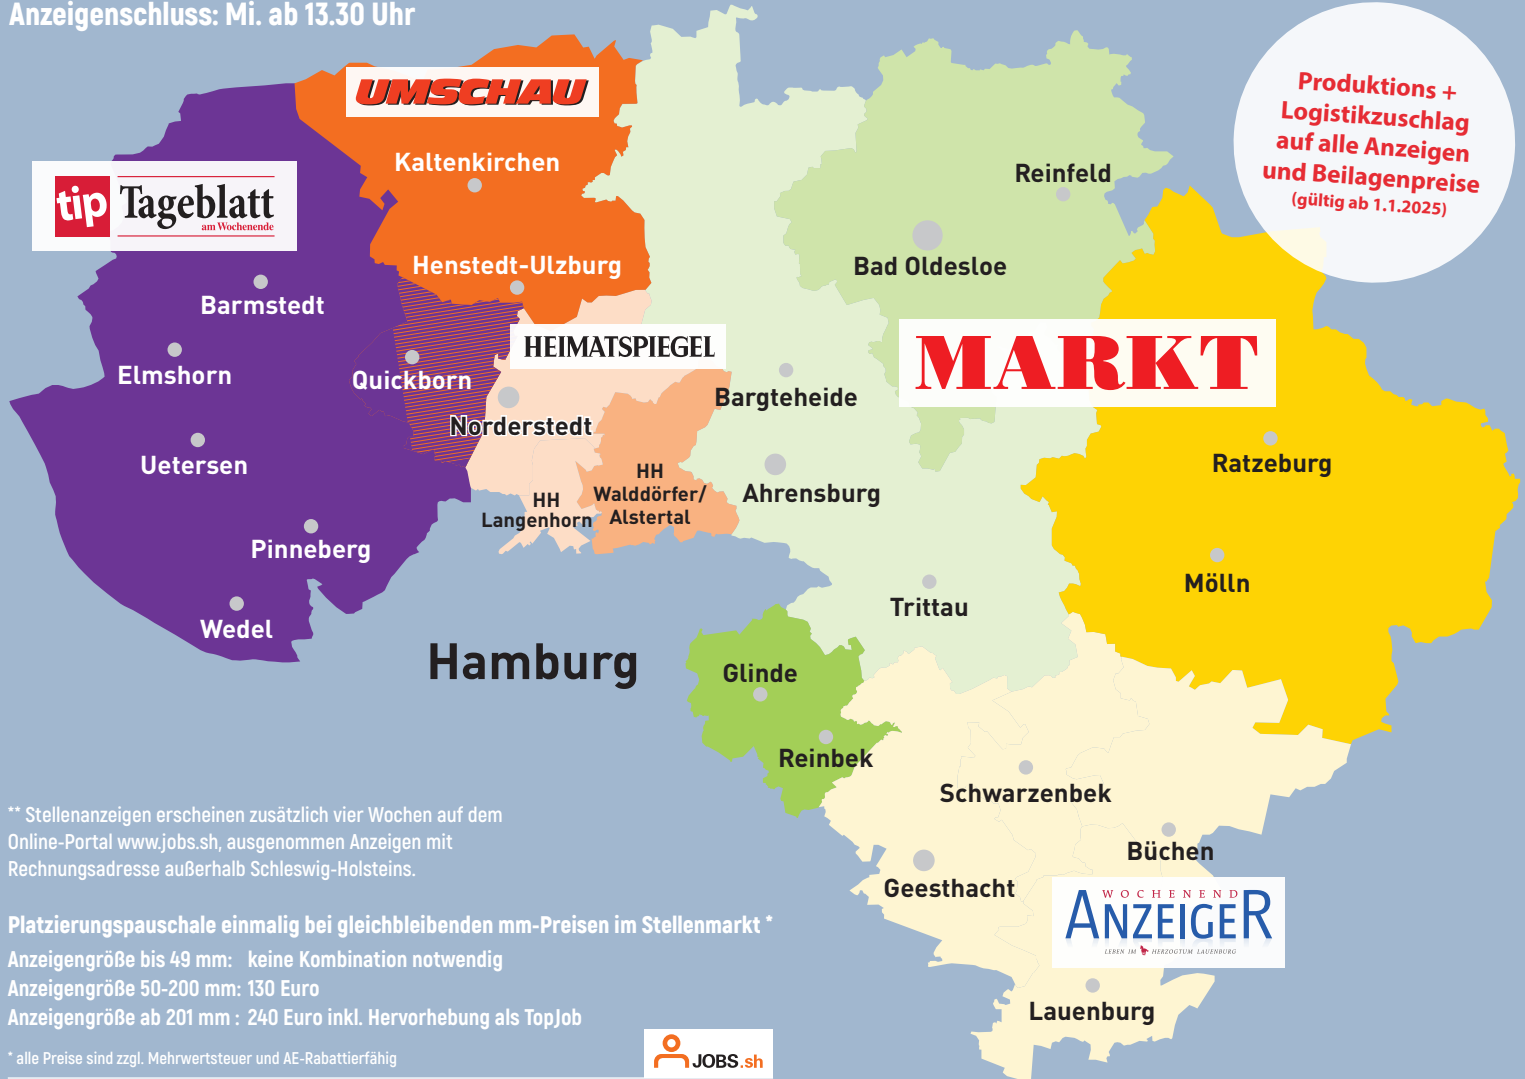 Anzeigenschluss: Mi. ab 13.30 Uhr
Produktions +
Logistikzuschlag
auf alle Anzeigen
und Beilagenpreise
(gültig ab 1.1.2025)
UMSCHAU
Kaltenkirchen
Reinfeld
tip Tageblatt
am Wochenende
Henstedt-Ulzburg
Bad Oldesloe
Barmstedt
HEIMATSPIEGEL
MARKT
Elmshorn
Quickborn
Bargteheide
Norderstedt
Uetersen
Ratzeburg
HH
Walddörfer/
Alstertal
Ahrensburg
HH
Langenhorn
Pinneberg
Mölln
Trittau
Wedel
Hamburg
Glinde
Reinbek
Schwarzenbek
** Stellenanzeigen erscheinen zusätzlich vier Wochen auf dem
Online-Portal www.jobs.sh, ausgenommen Anzeigen mit
Rechnungsadresse außerhalb Schleswig-Holsteins.
Büchen
Geesthacht
WOCHENEND
ANZEIGER
LEBEN IM HERZOGTUM LAUENBURG
Platzierungspauschale einmalig bei gleichbleibenden mm-Preisen im Stellenmarkt *
Anzeigengröße bis 49 mm: keine Kombination notwendig
Anzeigengröße 50-200 mm: 130 Euro
Anzeigengröße ab 201 mm : 240 Euro inkl. Hervorhebung als TopJob
Lauenburg
* alle Preise sind zzgl. Mehrwertsteuer und AE-Rabattierfähig
JOBS.sh